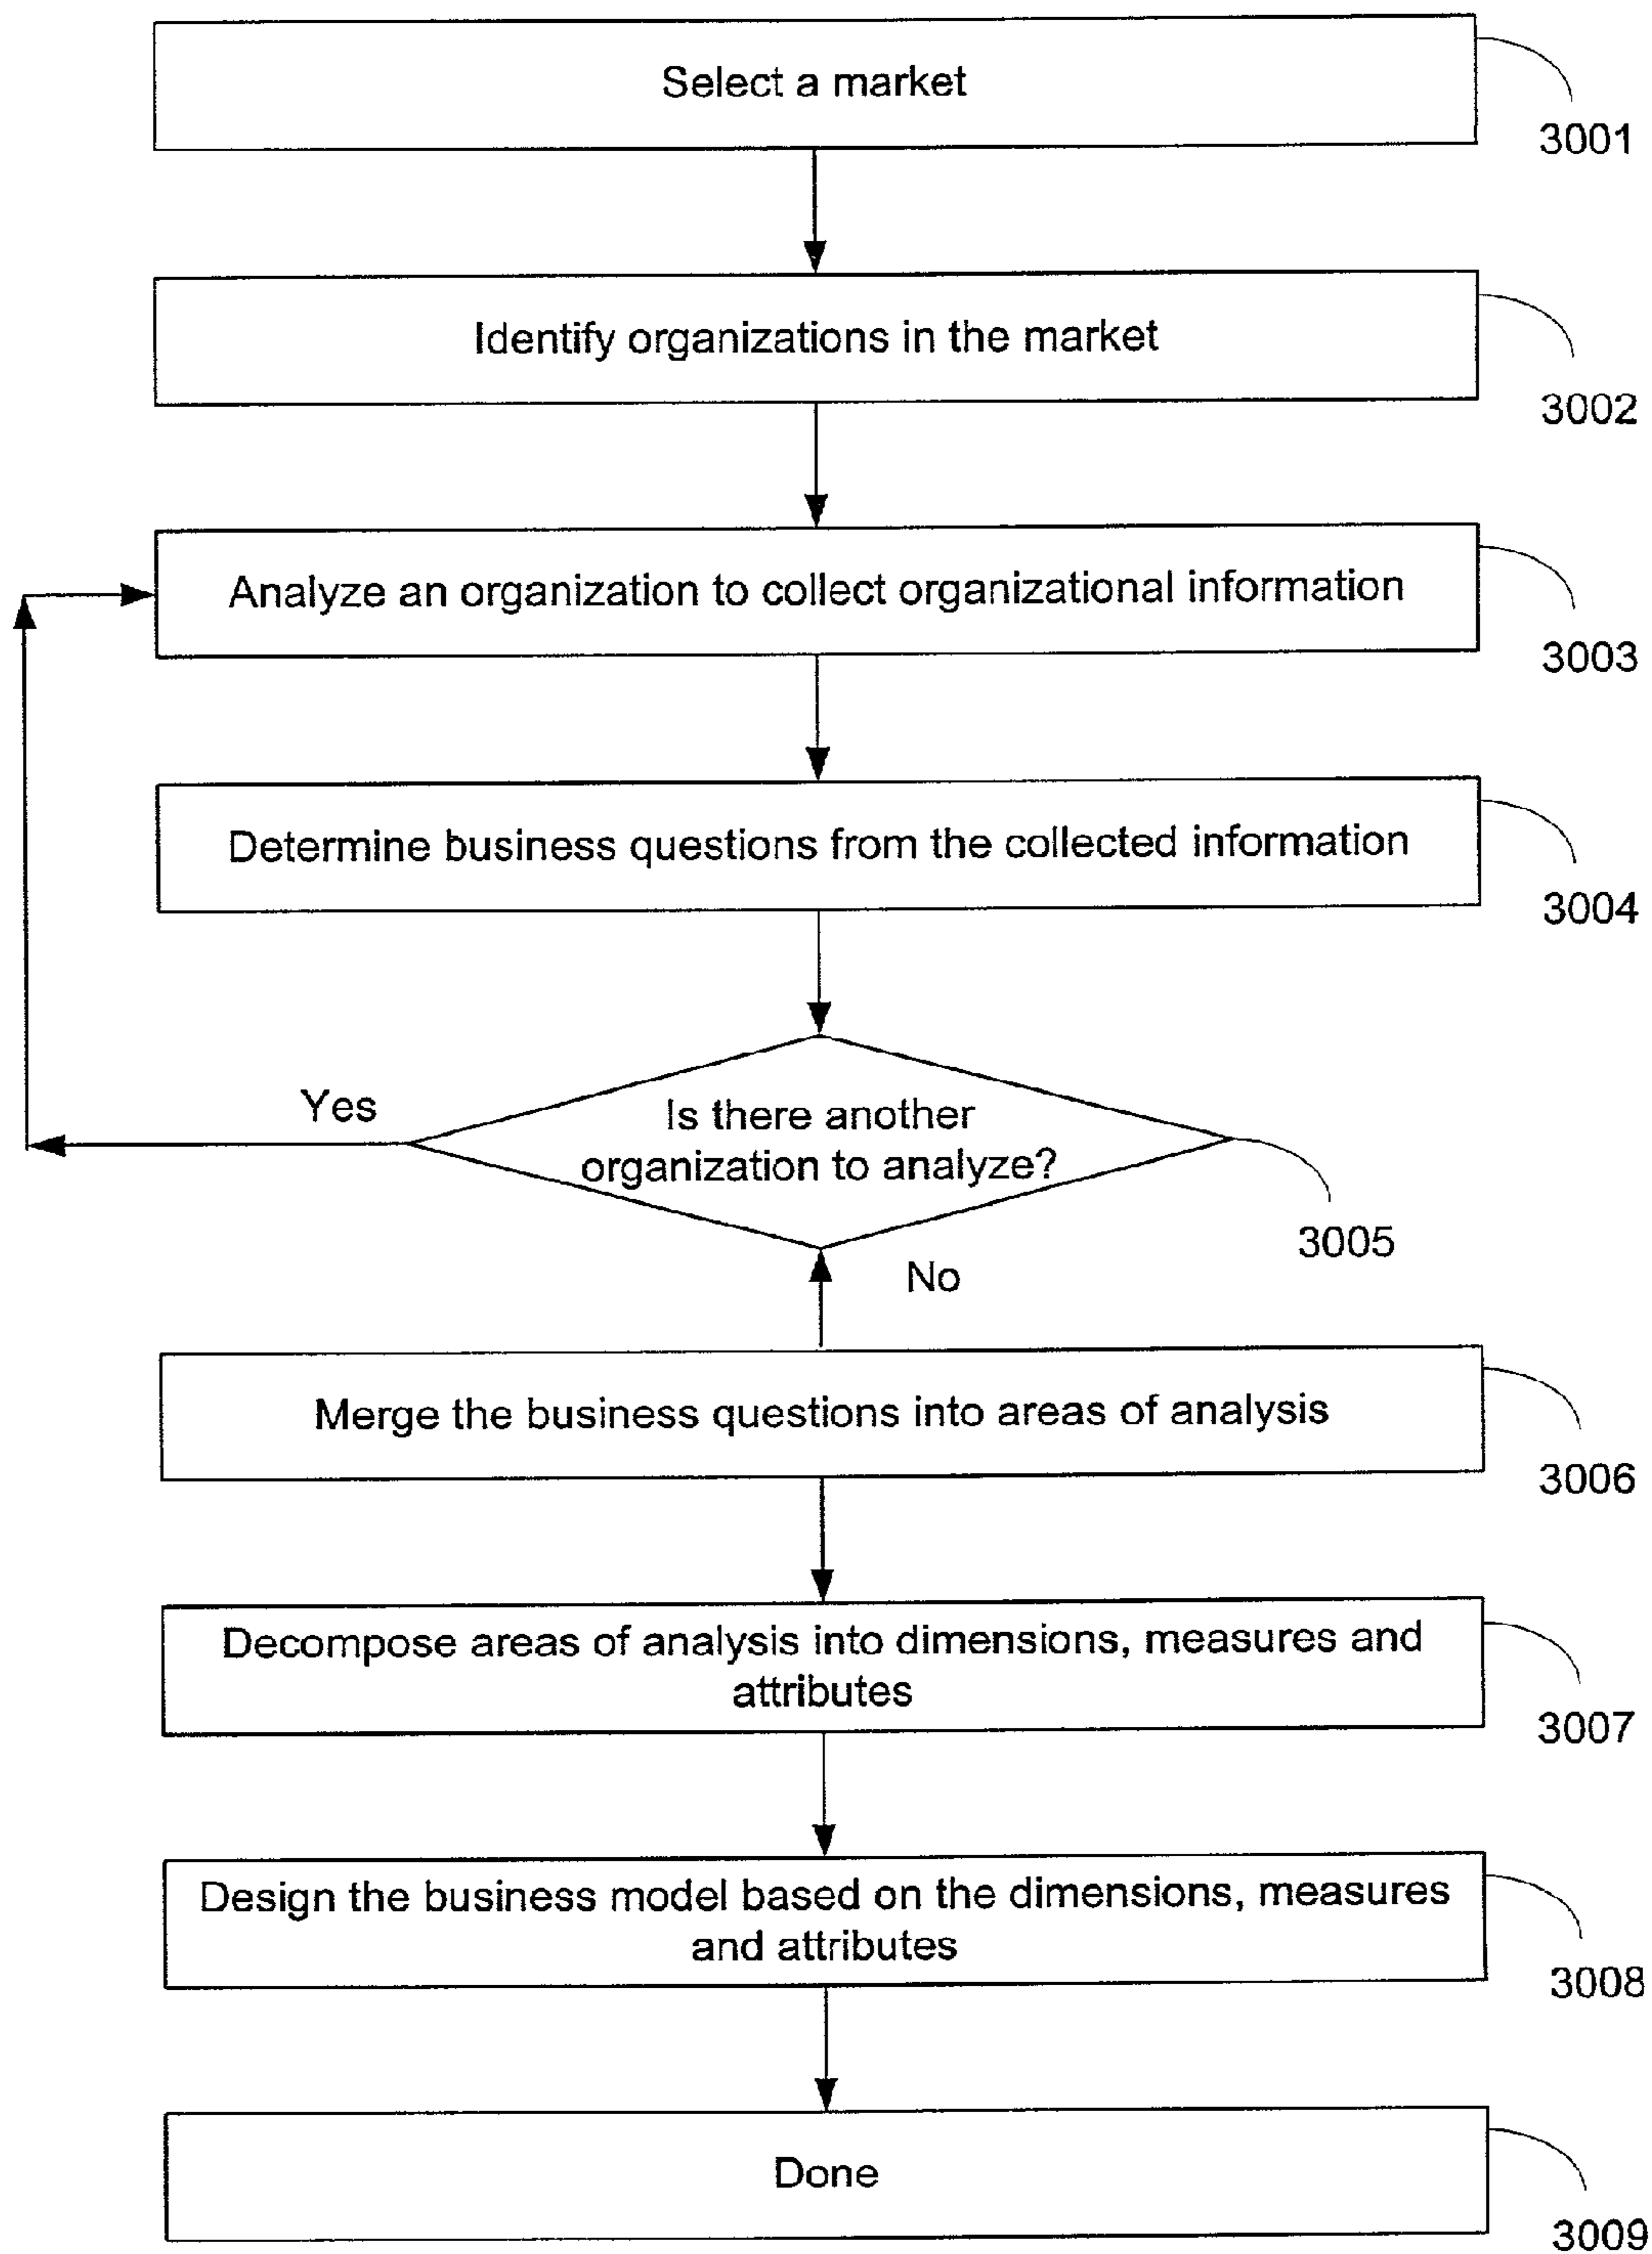 Select a market
3001
Identify organizations in the market
3002
Analyze an organization to collect organizational information
3003
Determine business questions from the collected information
3004
Yes
Is there another
organization to analyze?
3005
No
Merge the business questions into areas of analysis
3006
Decompose areas of analysis into dimensions, measures and
attributes
3007
Design the business model based on the dimensions, measures
and attributes
3008
Done
3009